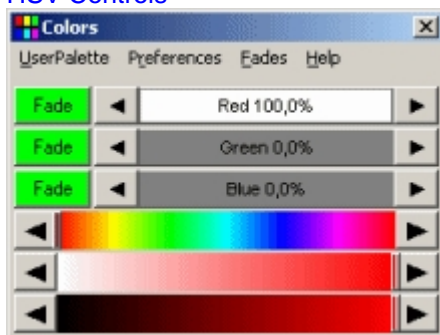 HSV Controls
Colors
UserPalette Preferences Fades Help
Fade Red 100,0%
Fade Green 0,0%
Fade Blue 0,0%